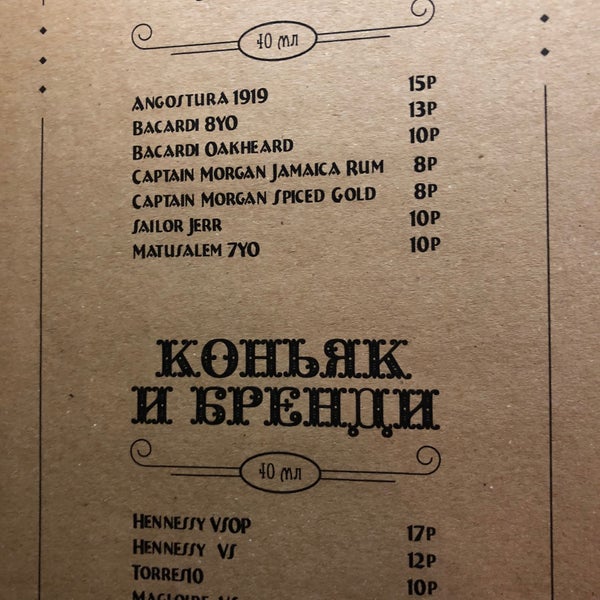 40 мл
Angostura 1919 15р
Bacardi 8YO 13р
Bacardi Oakheard 10р
Captain Morgan Jamaica Rum 8р
Captain Morgan Spiced Gold 8р
Sailor Jerr 10р
Matusalem 7YO 10р
КОНЬЯК
И БРЕНДИ
40 мл
Hennessy VSOP 17р
Hennessy VS 12р
Torres10 10р